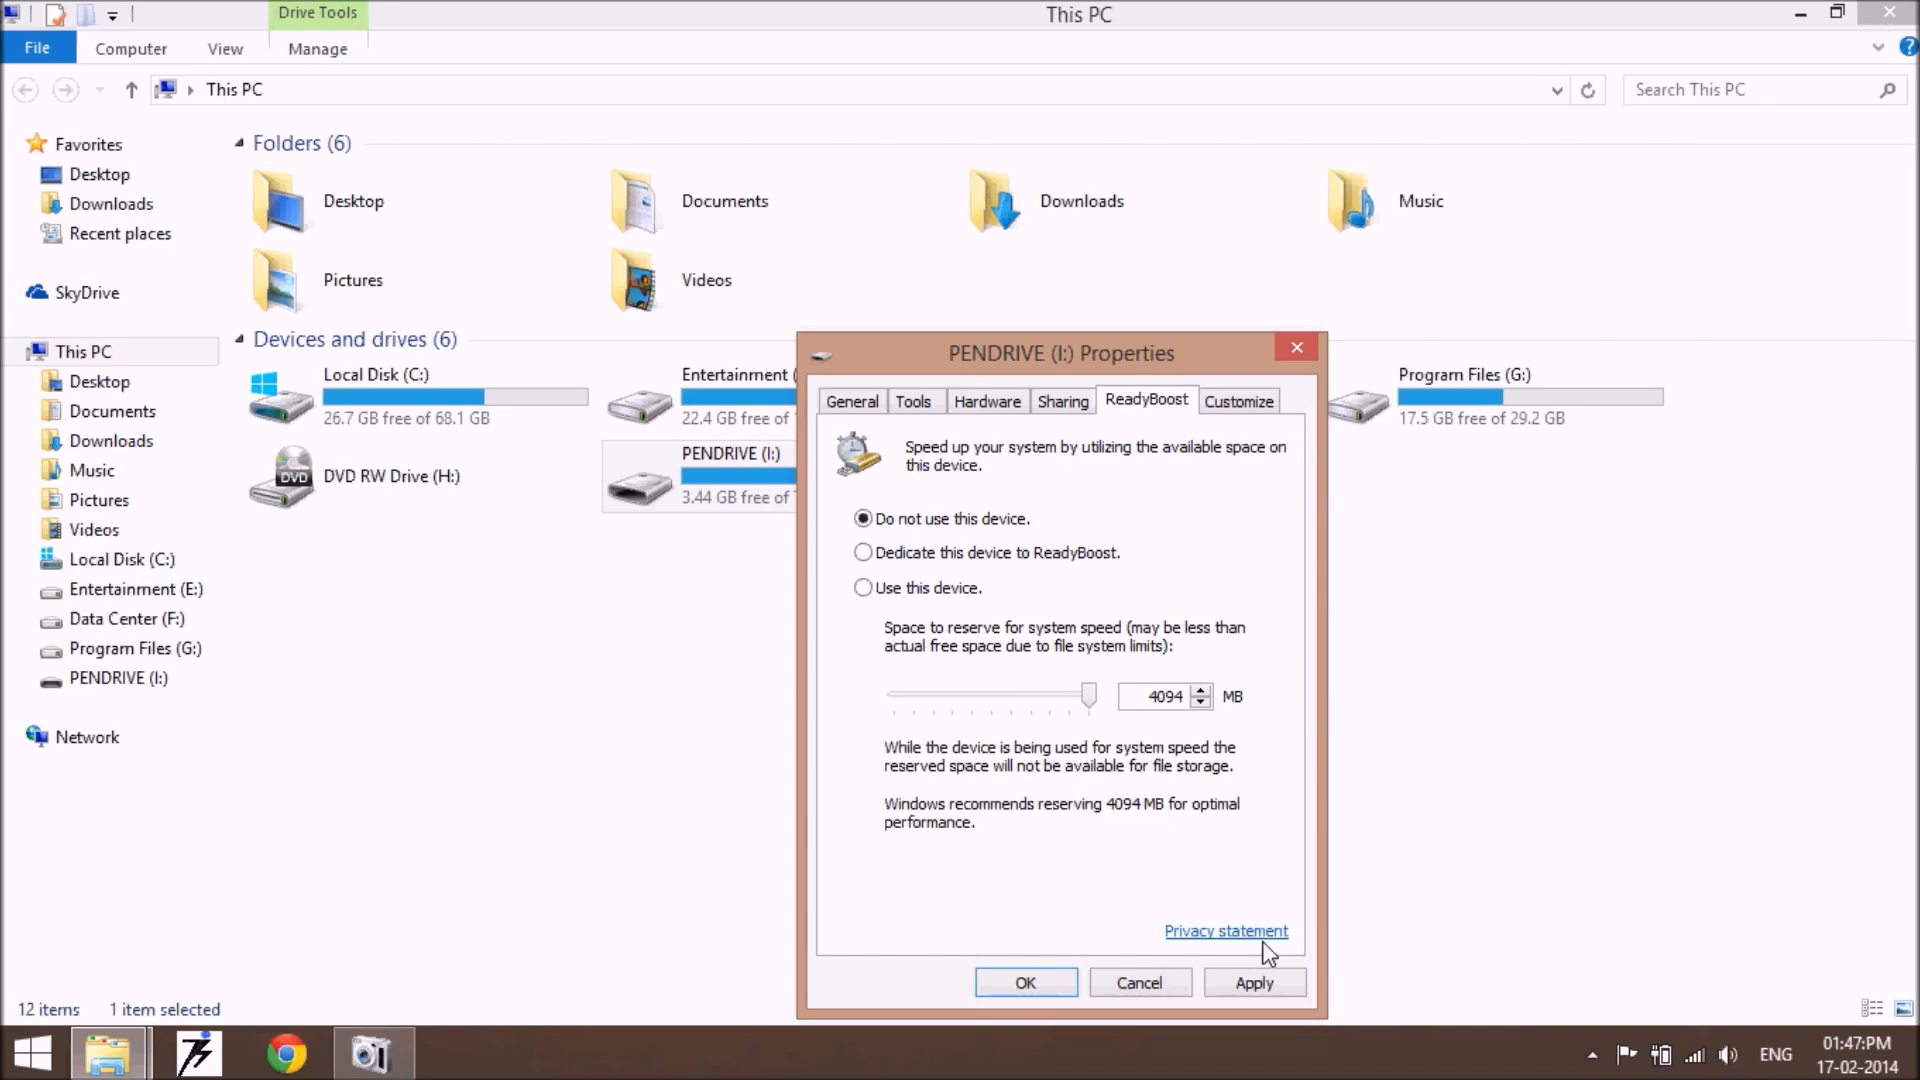 Drive Tools
This PC
File
Computer
View
Manage
This PC
Search This PC
Favorites
Desktop
Downloads
Recent places
SkyDrive
This PC
Desktop
Documents
Downloads
Music
Pictures
Videos
Local Disk (C:)
Entertainment (E:)
Data Center (F:)
Program Files (G:)
PENDRIVE (I:)
Network
Folders (6)
Desktop
Documents
Downloads
Music
Pictures
Videos
Devices and drives (6)
Local Disk (C:)
26.7 GB free of 68.1 GB
Entertainment (
22.4 GB free of
Program Files (G:)
17.5 GB free of 29.2 GB
DVD
DVD RW Drive (H:)
PENDRIVE (I:)
3.44 GB free of
PENDRIVE (I:) Properties
General
Tools
Hardware
Sharing
ReadyBoost
Customize
Speed up your system by utilizing the available space on
this device.
Do not use this device.
Dedicate this device to ReadyBoost.
Use this device.
Space to reserve for system speed (may be less than
actual free space due to file system limits):
4094 MB
While the device is being used for system speed the
reserved space will not be available for file storage.
Windows recommends reserving 4094 MB for optimal
performance.
Privacy statement
OK
Cancel
Apply
12 items
1 item selected
ENG
01:47:PM
17-02-2014